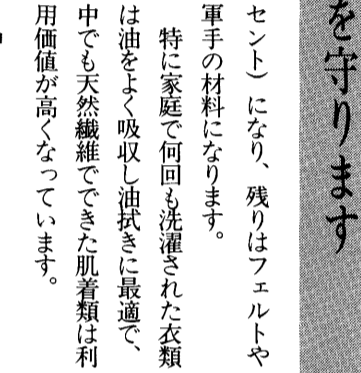 を守ります
セント）になり、残りはフェルトや
軍手の材料になります。
特に家庭で何回も洗濯された衣類
は油をよく吸収し油拭きに最適で、
中でも天然繊維でできた肌着類は利
用価値が高くなっています。